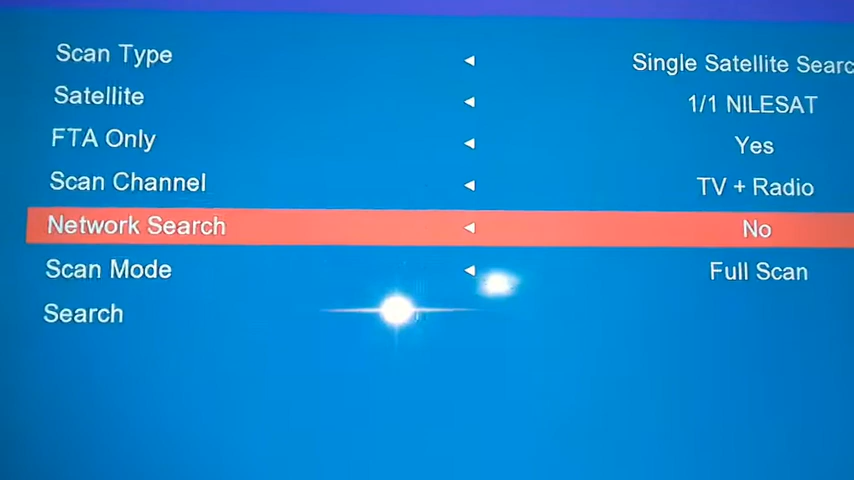 Scan Type Single Satellite Searc
Satellite 1/1 NILESAT
FTA Only Yes
Scan Channel TV + Radio
Network Search No
Scan Mode Full Scan
Search